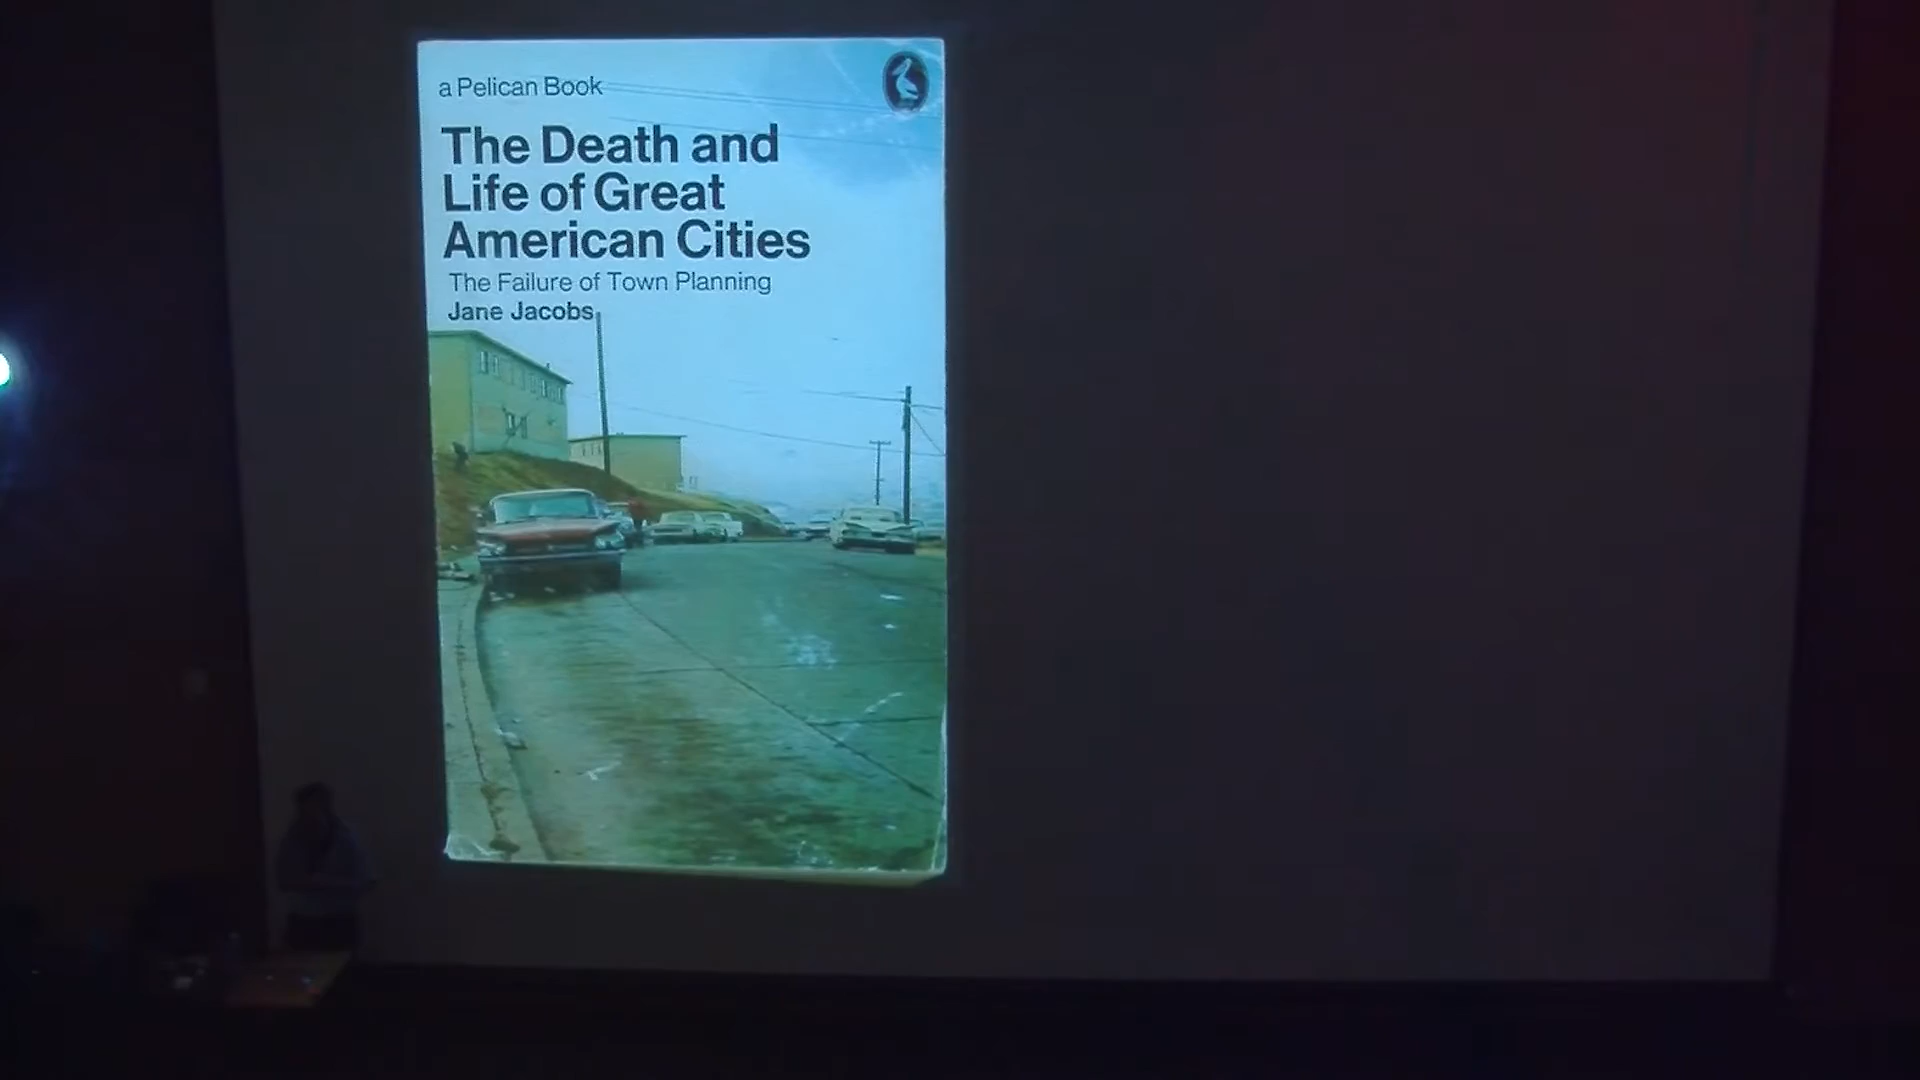 a Pelican Book
The Death and
Life of Great
American Cities
The Failure of Town Planning
Jane Jacobs